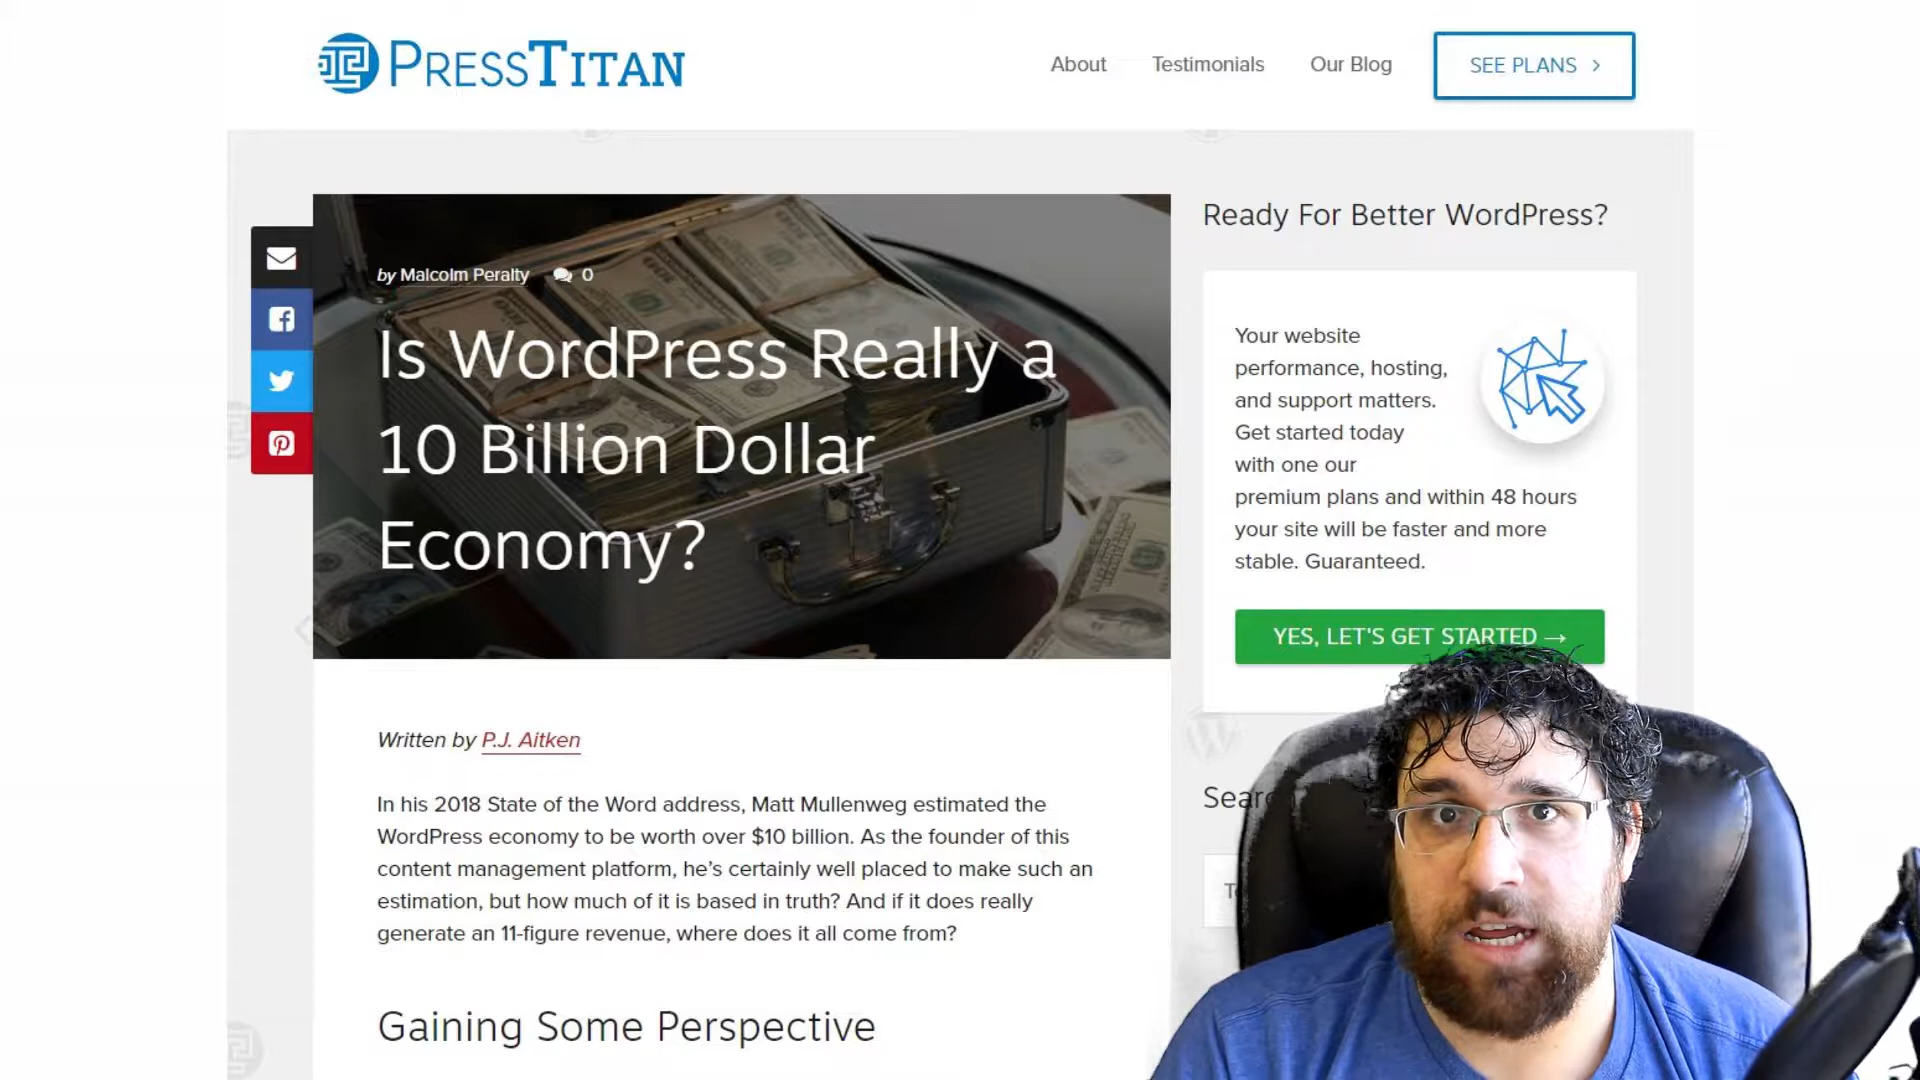 PRESSTITAN
About
Testimonials
Our Blog
SEE PLANS >
by Malcolm Peralty 0
Is WordPress Really a
10 Billion Dollar
Economy?
Written by P.J. Aitken
In his 2018 State of the Word address, Matt Mullenweg estimated the
WordPress economy to be worth over $10 billion. As the founder of this
content management platform, he's certainly well placed to make such an
estimation, but how much of it is based in truth? And if it does really
generate an 11-figure revenue, where does it all come from?
Gaining Some Perspective
Ready For Better WordPress?
Your website
performance, hosting,
and support matters.
Get started today
with one our
premium plans and within 48 hours
your site will be faster and more
stable. Guaranteed.
YES, LET'S GET STARTED →